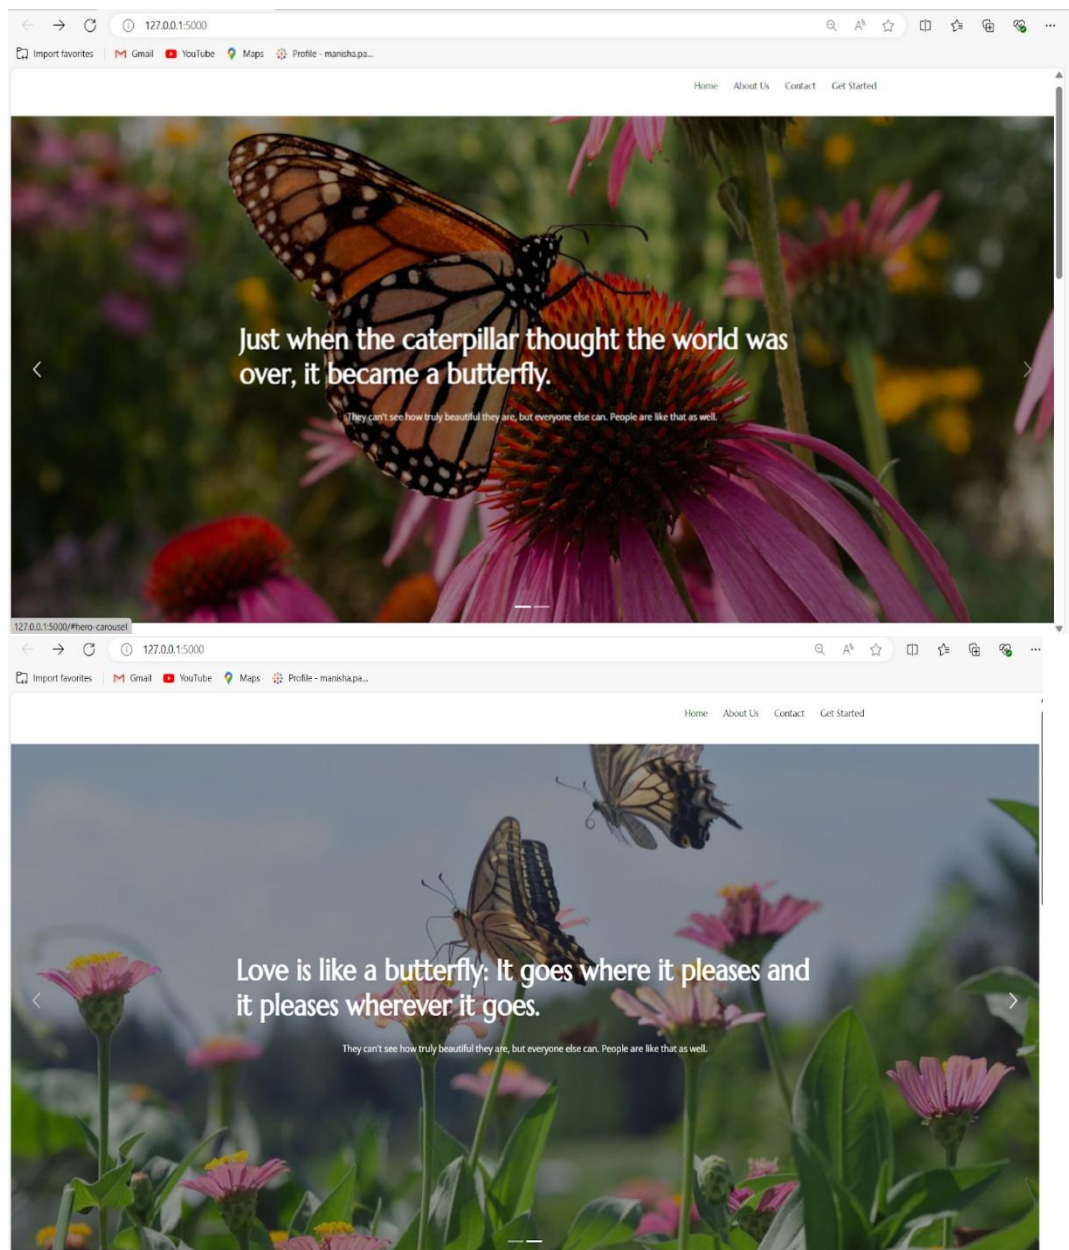 127.0.0.1:5000
Import favorites Gmail YouTube Maps Profile - manisha.pa...
Home About Us Contact Get Started
Just when the caterpillar thought the world was
over, it became a butterfly.
They can't see how truly beautiful they are, but everyone else can. People are like that as well.
127.0.0.1:5000/#hero-carousel
127.0.0.1:5000
Import favorites Gmail YouTube Maps Profile - manisha.pa...
Home About Us Contact Get Started
Love is like a butterfly: It goes where it pleases and
it pleases wherever it goes.
They can't see how truly beautiful they are, but everyone else can. People are like that as well.